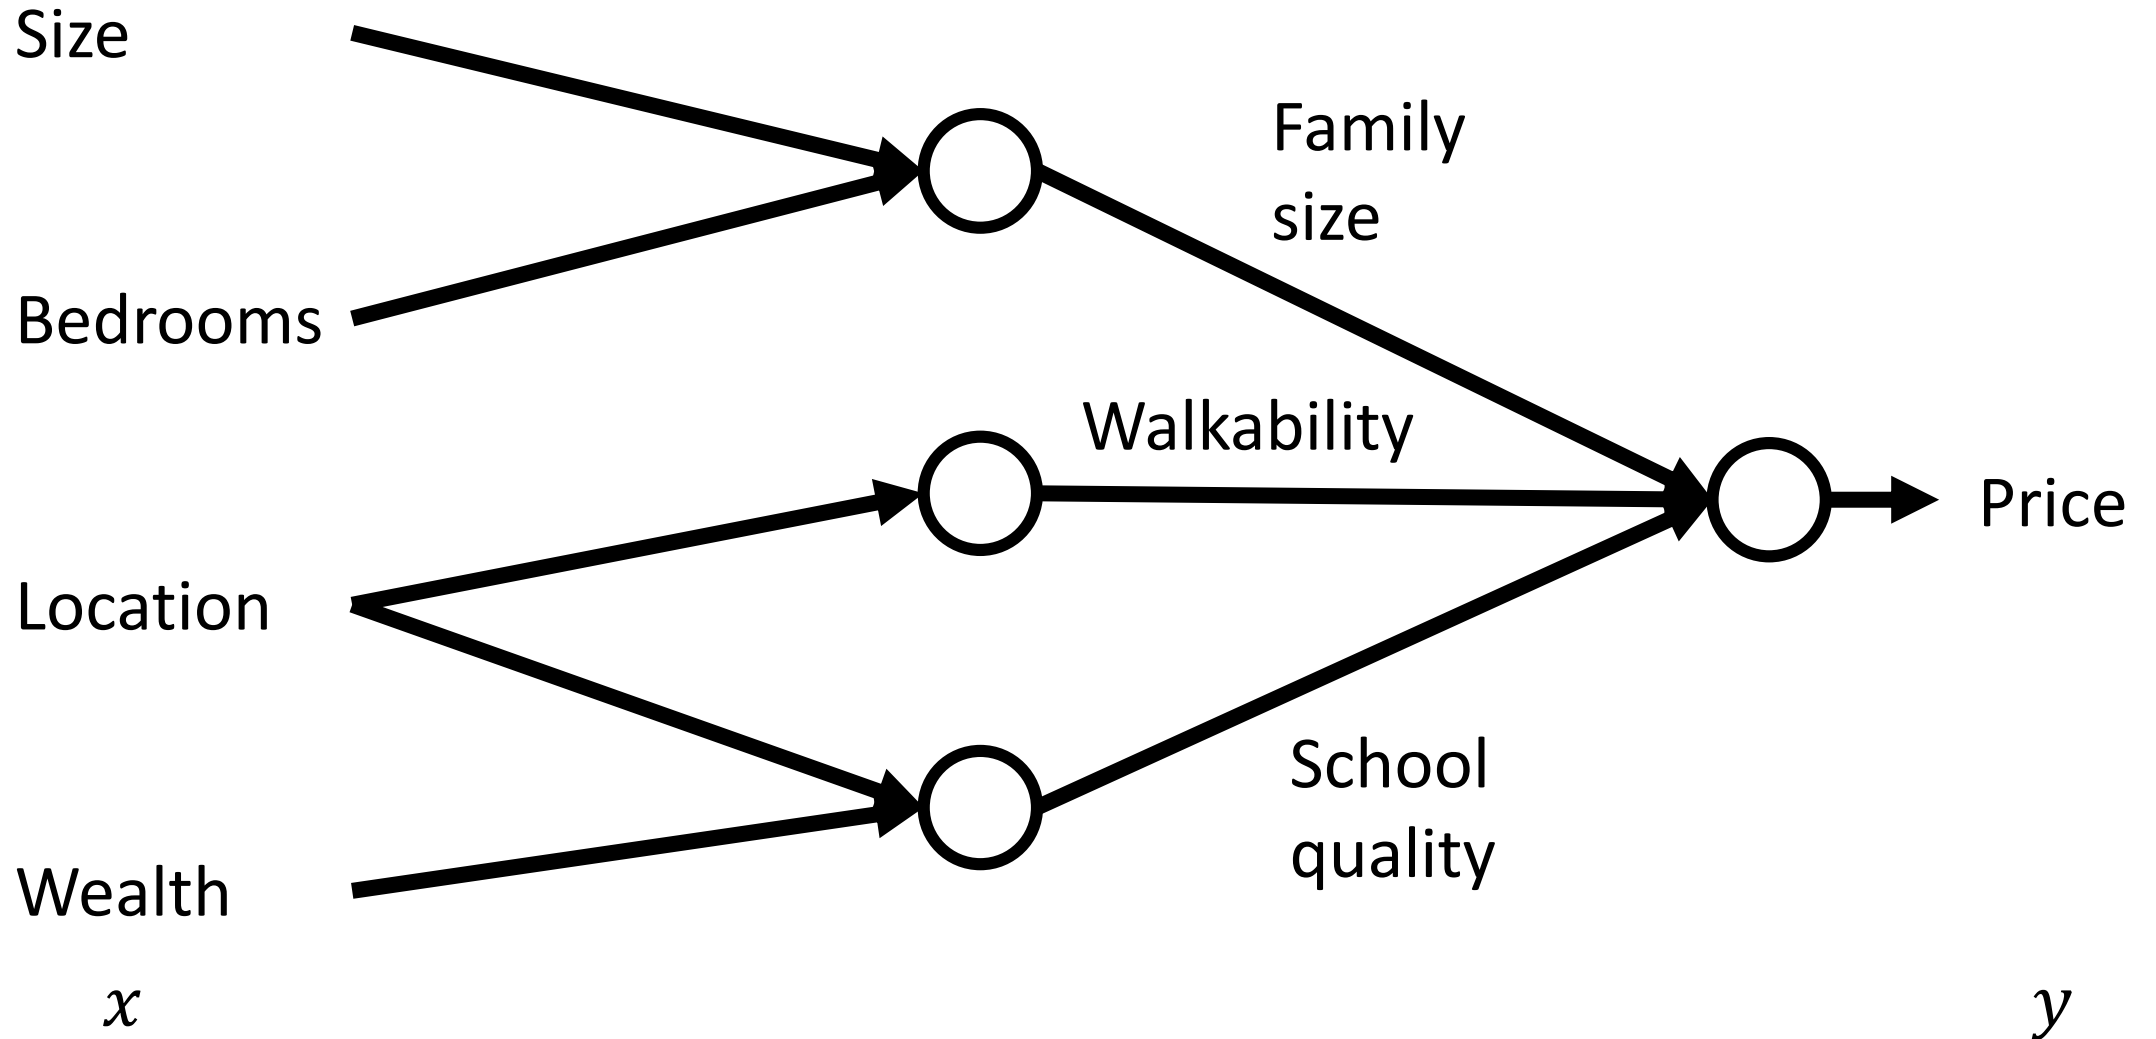 Size
Family
size
Bedrooms
Walkability
Price
Location
School
quality
Wealth
x
y